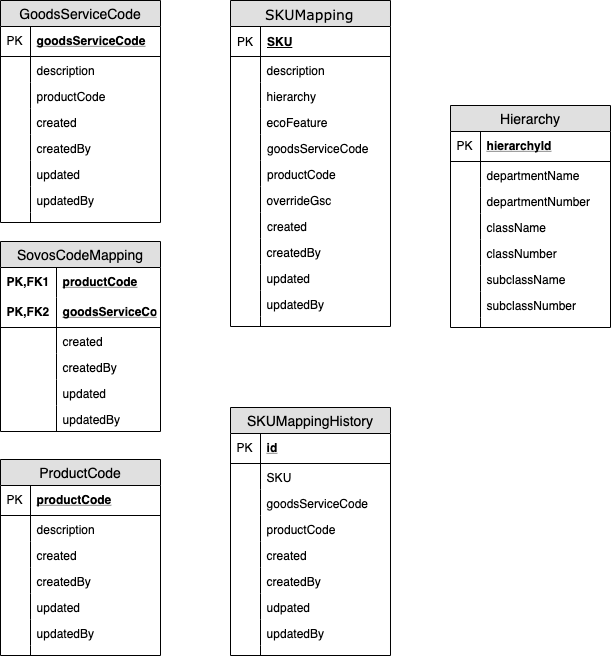 GoodsServiceCode
PK goodsServiceCode
description
productCode
created
createdBy
updated
updatedBy
SovosCodeMapping
PK,FK1 productCode
PK,FK2 goodsServiceCo
created
createdBy
updated
updatedBy
ProductCode
PK productCode
description
created
createdBy
updated
updatedBy
SKUMapping
PK SKU
description
hierarchy
ecoFeature
goodsServiceCode
productCode
overrideGsc
created
createdBy
updated
updatedBy
SKUMappingHistory
PK id
SKU
goodsServiceCode
productCode
created
createdBy
udpated
updatedBy
Hierarchy
PK hierarchyId
departmentName
departmentNumber
className
classNumber
subclassName
subclassNumber